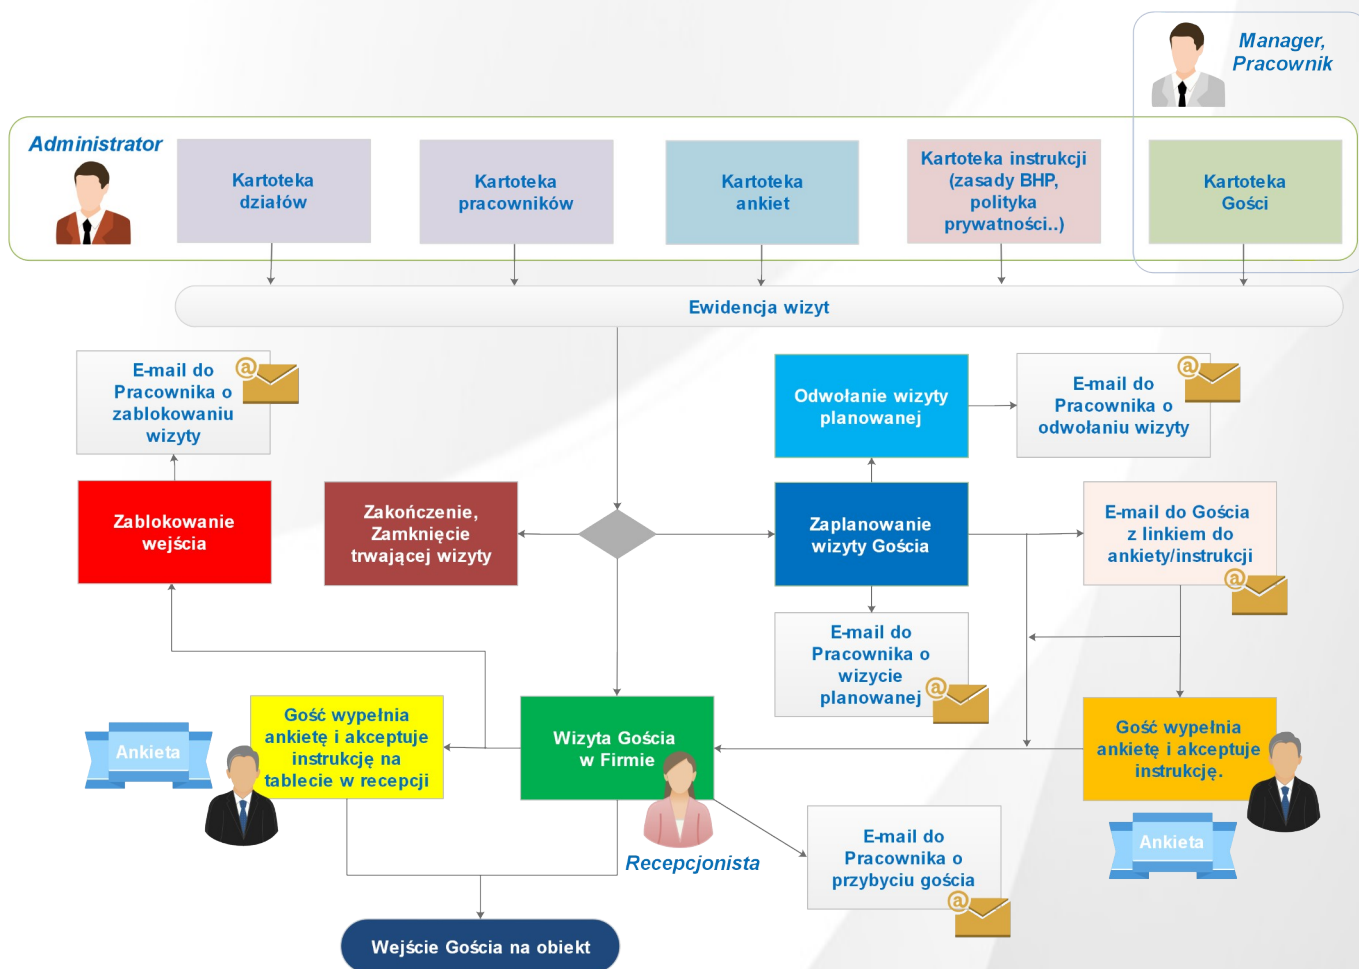 Manager,
Pracownik
Administrator
Kartoteka
działów
Kartoteka
pracowników
Kartoteka
ankiet
Kartoteka instrukcji
(zasady BHP,
polityka
prywatności..)
Kartoteka
Gości
Ewidencja wizyt
E-mail do
Pracownika o
zablokowaniu
wizyty
@
Odwołanie wizyty
planowanej
E-mail do
Pracownika o
odwołaniu wizyty
@
Zablokowanie
wejścia
Zakończenie,
Zamknięcie
trwającej wizyty
Zaplanowanie
wizyty Gościa
E-mail do Gościa
z linkiem do
ankiety/instrukcji
@
E-mail do
Pracownika o
wizycie
planowanej
@
Ankieta
Gość wypełnia
ankietę i akceptuje
instrukcję na
tablecie w recepcji
Wizyta Gościa
w Firmie
Recepcjonista
Gość wypełnia
ankietę i akceptuje
instrukcję.
Ankieta
E-mail do
Pracownika o
przybyciu gościa
@
Wejście Gościa na obiekt